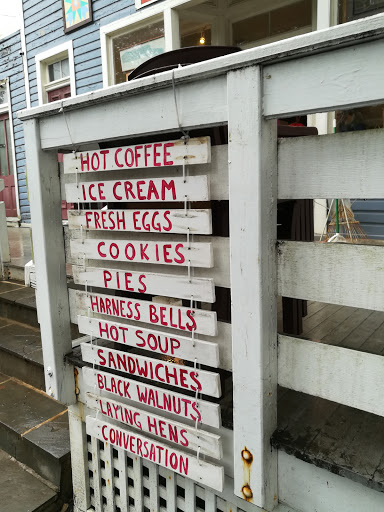 HOT COFFEE
ICE CREAM
FRESH EGGS
COOKIES
PIES
HARNESS BELLS
HOT SOUP
SANDWICHES
BLACK WALNUTS
LAYING HENS
CONVERSATION